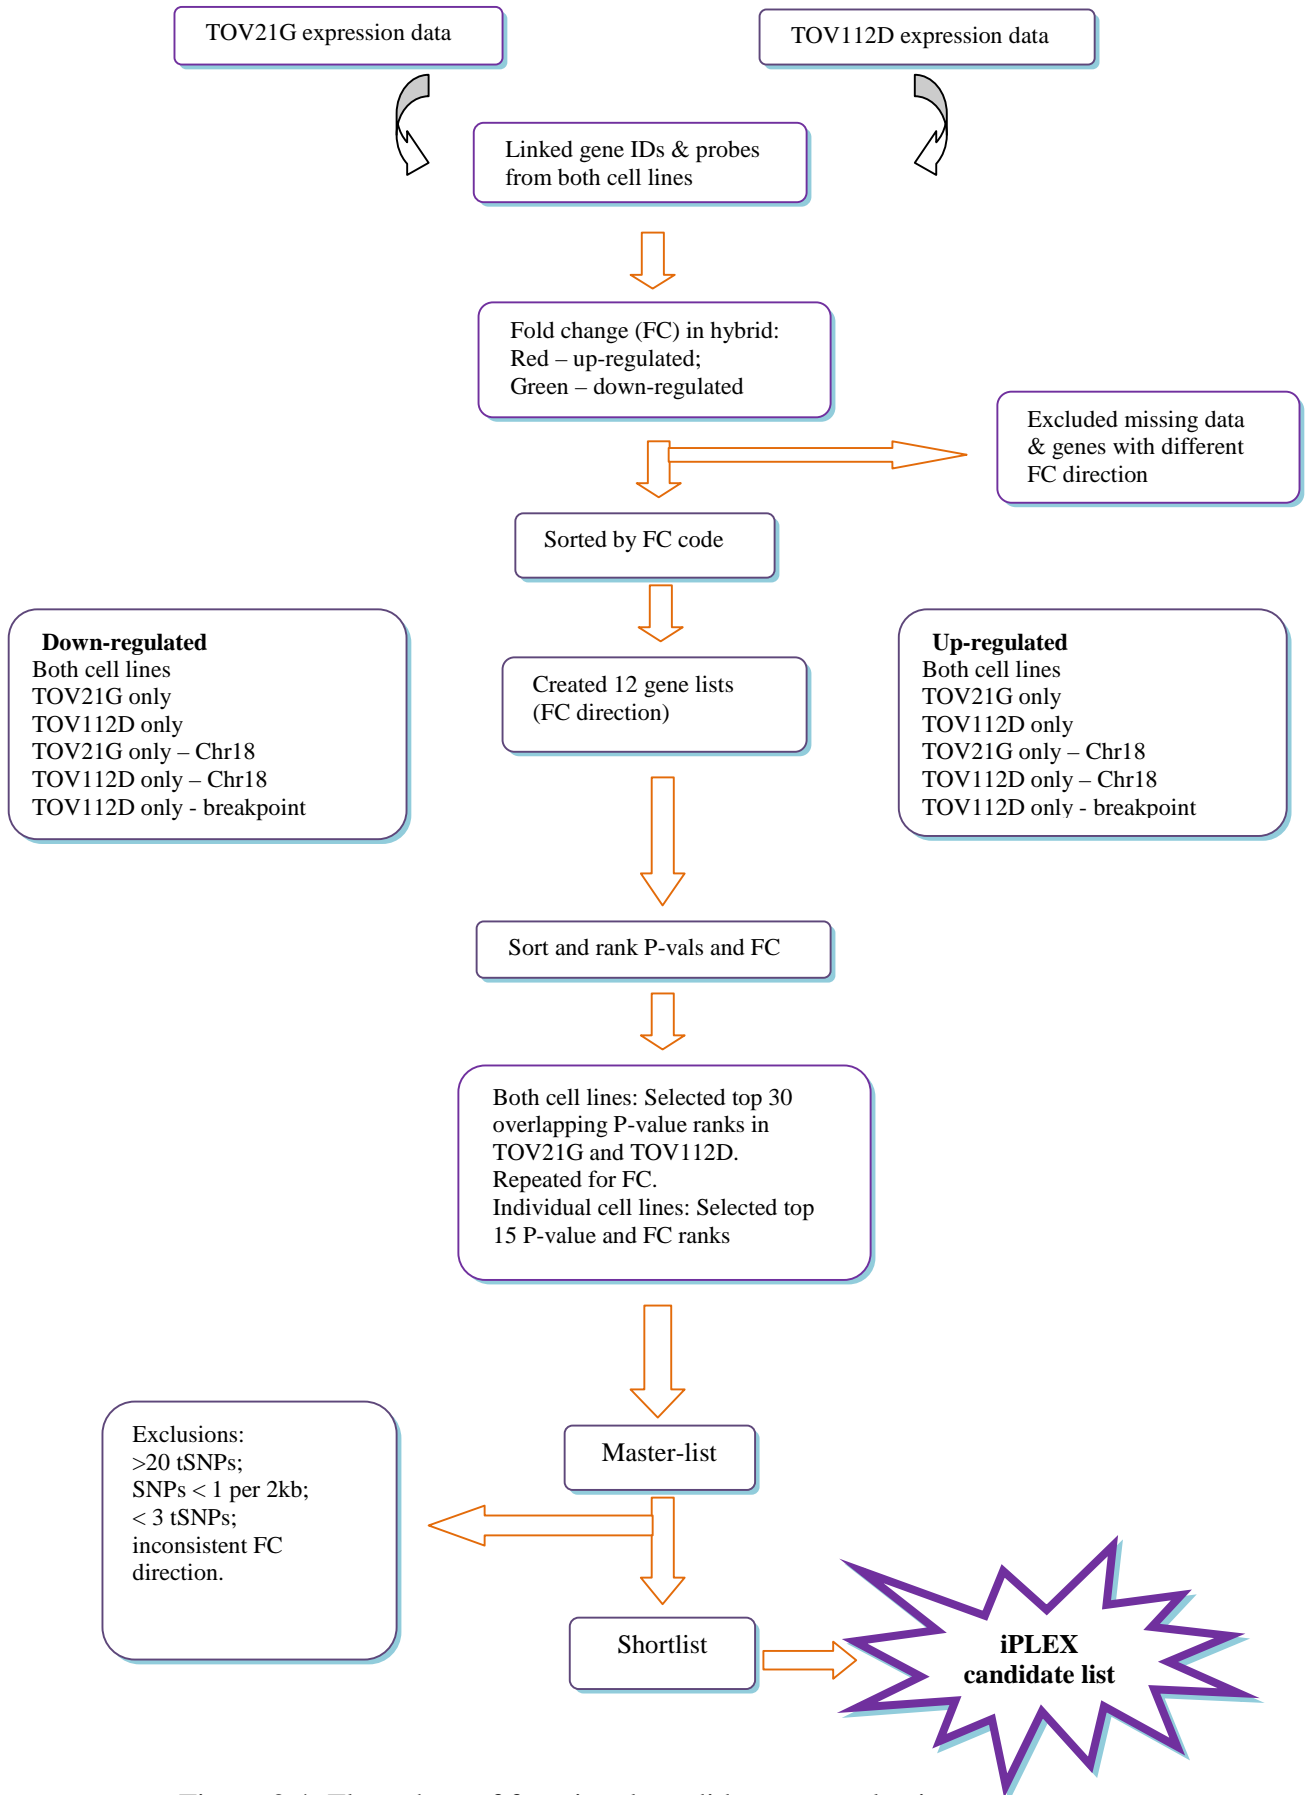 TOV21G expression data
TOV112D expression data
Linked gene IDs & probes
from both cell lines
Fold change (FC) in hybrid:
Red – up-regulated;
Green – down-regulated
Excluded missing data
& genes with different
FC direction
Sorted by FC code
Down-regulated
Both cell lines
TOV21G only
TOV112D only
TOV21G only – Chr18
TOV112D only – Chr18
TOV112D only - breakpoint
Created 12 gene lists
(FC direction)
Up-regulated
Both cell lines
TOV21G only
TOV112D only
TOV21G only – Chr18
TOV112D only – Chr18
TOV112D only - breakpoint
Sort and rank P-vals and FC
Both cell lines: Selected top 30
overlapping P-value ranks in
TOV21G and TOV112D.
Repeated for FC.
Individual cell lines: Selected top
15 P-value and FC ranks
Master-list
Exclusions:
>20 tSNPs;
SNPs < 1 per 2kb;
< 3 tSNPs;
inconsistent FC
direction.
Shortlist
iPLEX
candidate list